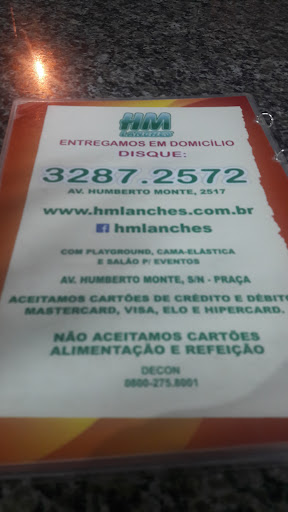 HM
LANCHES
ENTREGAMOS EM DOMICÍLIO
DISQUE:
3287.2572
AV. HUMBERTO MONTE, 2517
www.hmlanches.com.br
f hmlanches
COM PLAYGROUND, CAMA-ELÁSTICA
E SALÃO P/ EVENTOS
AV. HUMBERTO MONTE, S/N - PRAÇA
ACEITAMOS CARTÕES DE CRÉDITO E DÉBITO
MASTERCARD, VISA, ELO E HIPERCARD.
NÃO ACEITAMOS CARTÕES
ALIMENTAÇÃO E REFEIÇÃO
DECON
0800-275.8001